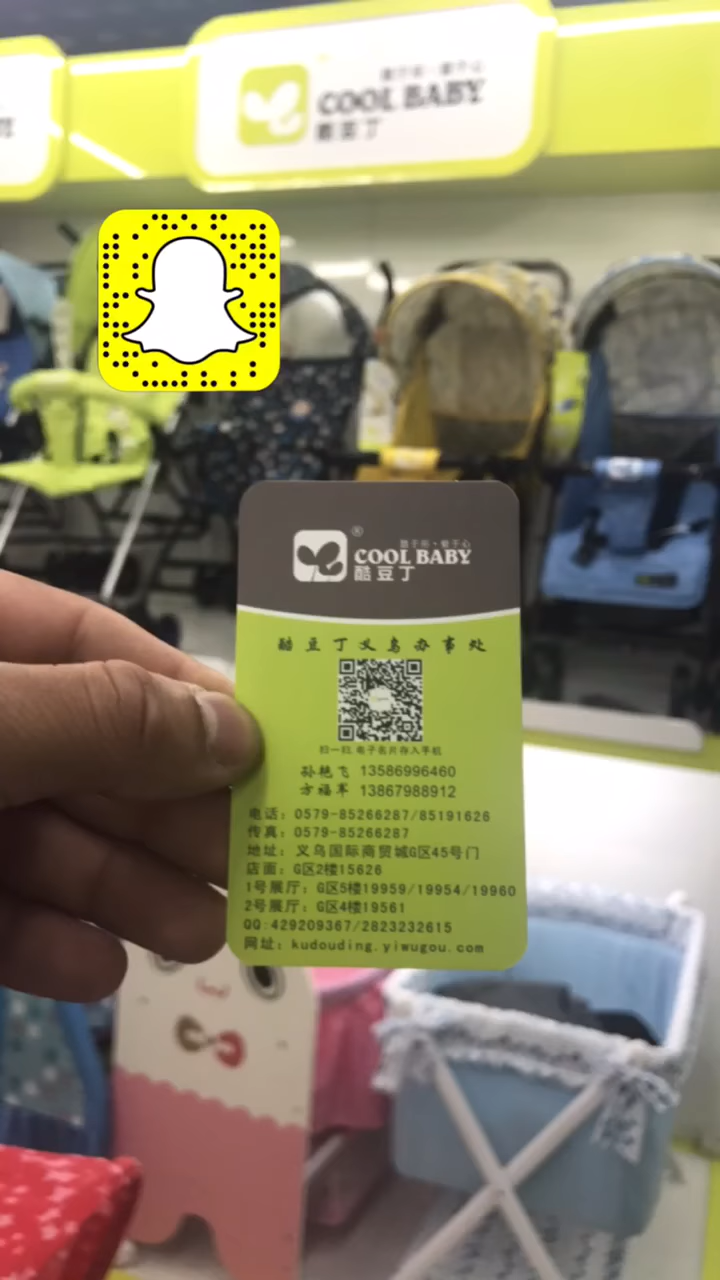 COOL BABY
酷豆丁
®
COOL BABY
酷豆丁
酷豆丁义乌办事处
扫一扫 电子名片存入手机
孙艳飞 13586996460
方福军 13867988912
电话：0579-85266287/85191626
传真：0579-85266287
地址：义乌国际商贸城G区45号门
店面：G区2楼15626
1号展厅：G区5楼19959/19954/19960
2号展厅：G区4楼19561
QQ:429209367/2823232615
网址：kudouding.yiwugou.com